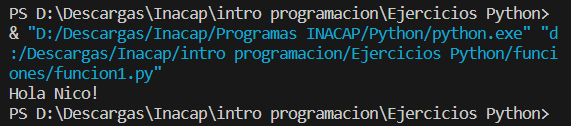 PS D:\Descargas\Inacap\intro programacion\Ejercicios Python>
& "D:/Descargas/Inacap/Programas INACAP/Python/python.exe" "d
:/Descargas/Inacap/intro programacion/Ejercicios Python/funci
ones/funcion1.py"
Hola Nico!
PS D:\Descargas\Inacap\intro programacion\Ejercicios Python>